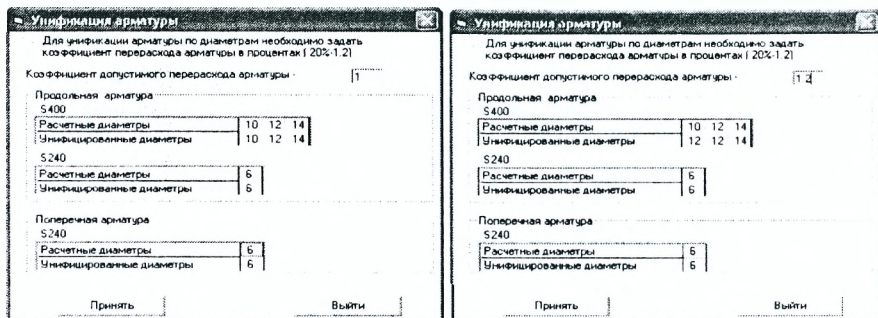 Унификация арматуры
Для унификации арматуры по диаметрам необходимо задать
коэффициент перерасхода арматуры в процентах ( 20%-1.2)
Коэффициент допустимого перерасхода арматуры - 1
Продольная арматура
S400
Расчетные диаметры 10 12 14
Унифицированные диаметры 10 12 14
S240
Расчетные диаметры 6
Унифицированные диаметры 6
Поперечная арматура
S240
Расчетные диаметры 6
Унифицированные диаметры 6
Принять Выйти
Унификация арматуры
Для унификации арматуры по диаметрам необходимо задать
коэффициент перерасхода арматуры в процентах ( 20%-1.2)
Коэффициент допустимого перерасхода арматуры - 1.2
Продольная арматура
S400
Расчетные диаметры 10 12 14
Унифицированные диаметры 12 12 14
S240
Расчетные диаметры 6
Унифицированные диаметры 6
Поперечная арматура
S240
Расчетные диаметры 6
Унифицированные диаметры 6
Принять Выйти